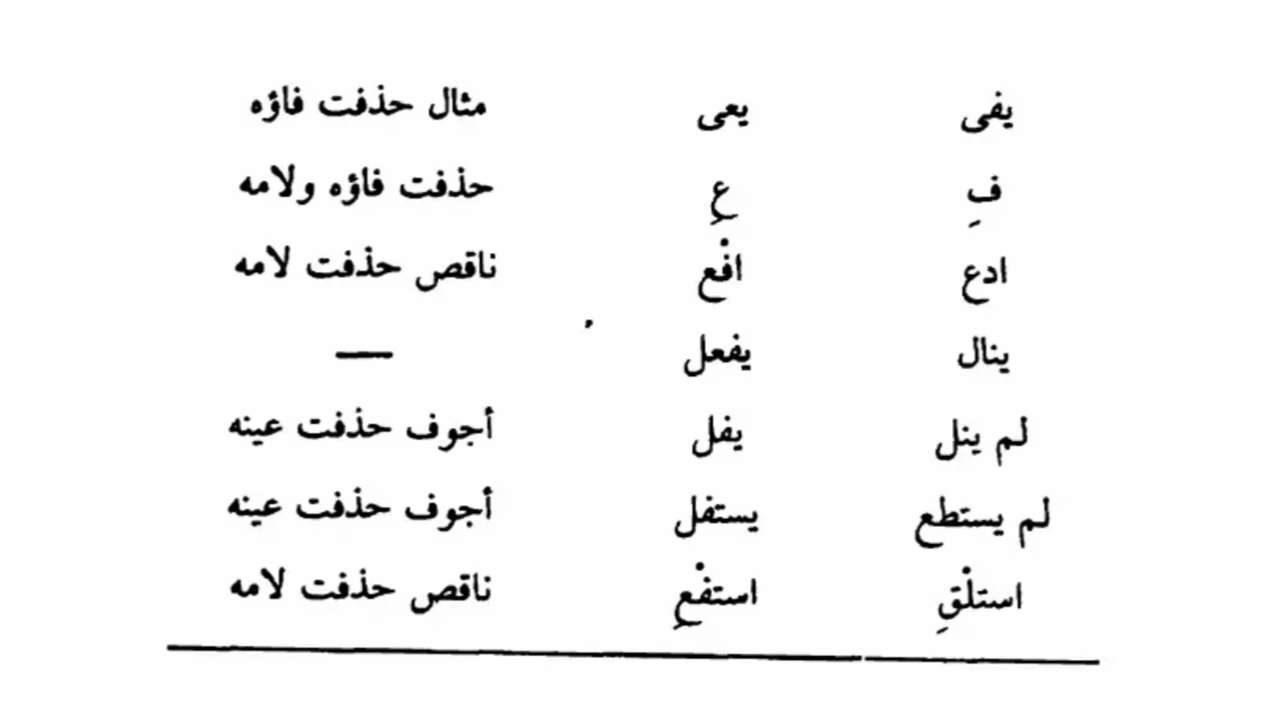 يفى يعى مثال حذفت فاؤه
فِ عِ حذفت فاؤه ولامه
ادع افْع ناقص حذفت لامه
ينال يفعل —
لم ينل يفل أجوف حذفت عينه
لم يستطع يستفل أجوف حذفت عينه
استلْقِ استفْعِ ناقص حذفت لامه